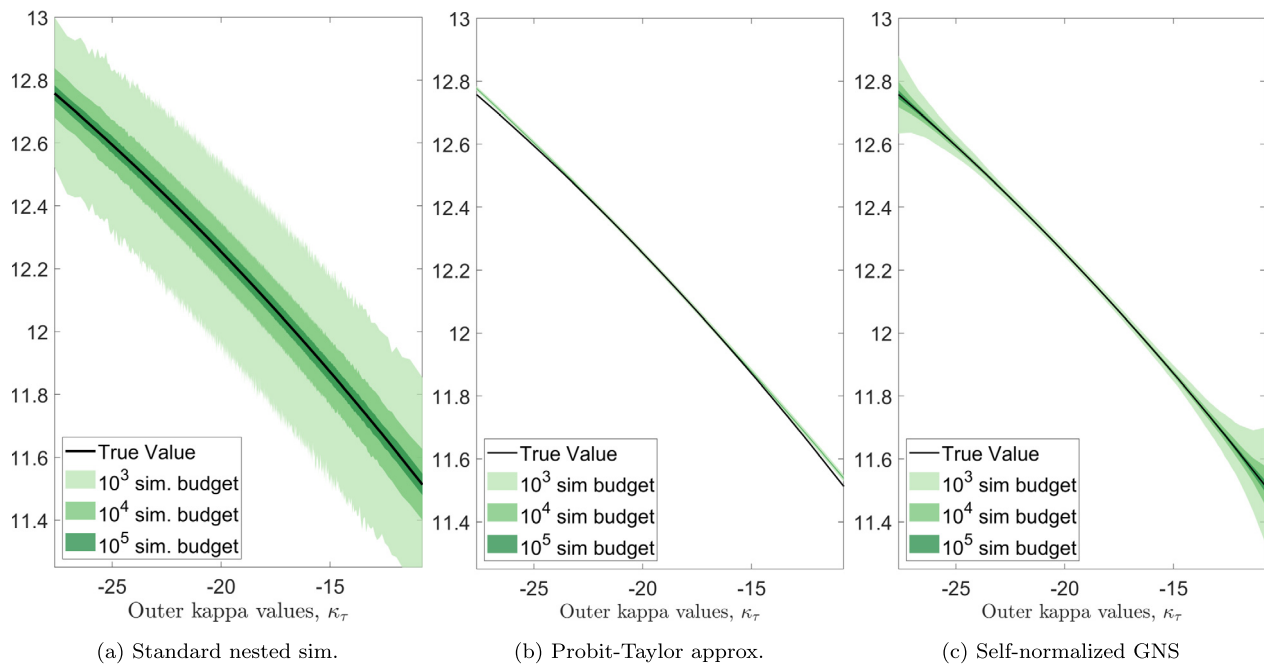 13
12.8
12.6
12.4
12.2
12
11.8
11.6
11.4
True Value
10^3 sim. budget
10^4 sim. budget
10^5 sim. budget
-25 -20 -15
Outer kappa values, κ_τ
(a) Standard nested sim.
13
12.8
12.6
12.4
12.2
12
11.8
11.6
11.4
True Value
10^3 sim budget
10^4 sim budget
10^5 sim budget
-25 -20 -15
Outer kappa values, κ_τ
(b) Probit-Taylor approx.
13
12.8
12.6
12.4
12.2
12
11.8
11.6
11.4
True Value
10^3 sim budget
10^4 sim budget
10^5 sim budget
-25 -20 -15
Outer kappa values, κ_τ
(c) Self-normalized GNS